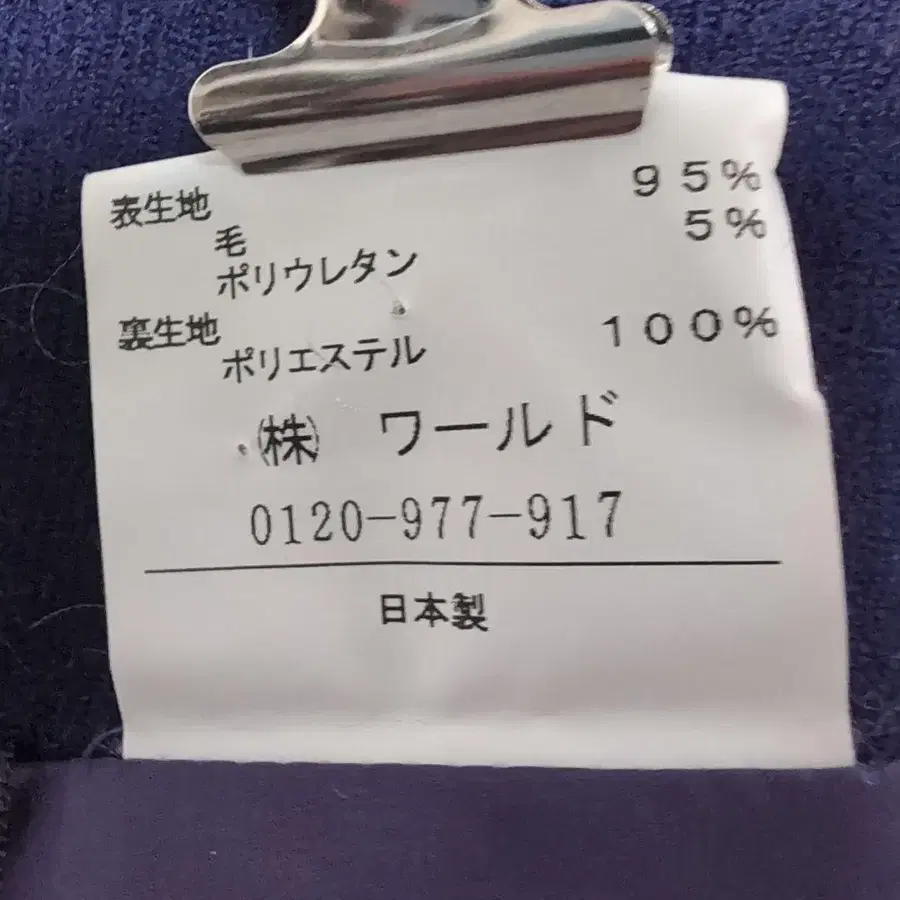 表生地
毛 95%
ポリウレタン 5%
裏生地
ポリエステル 100%
㈱ ワールド
0120-977-917
日本製